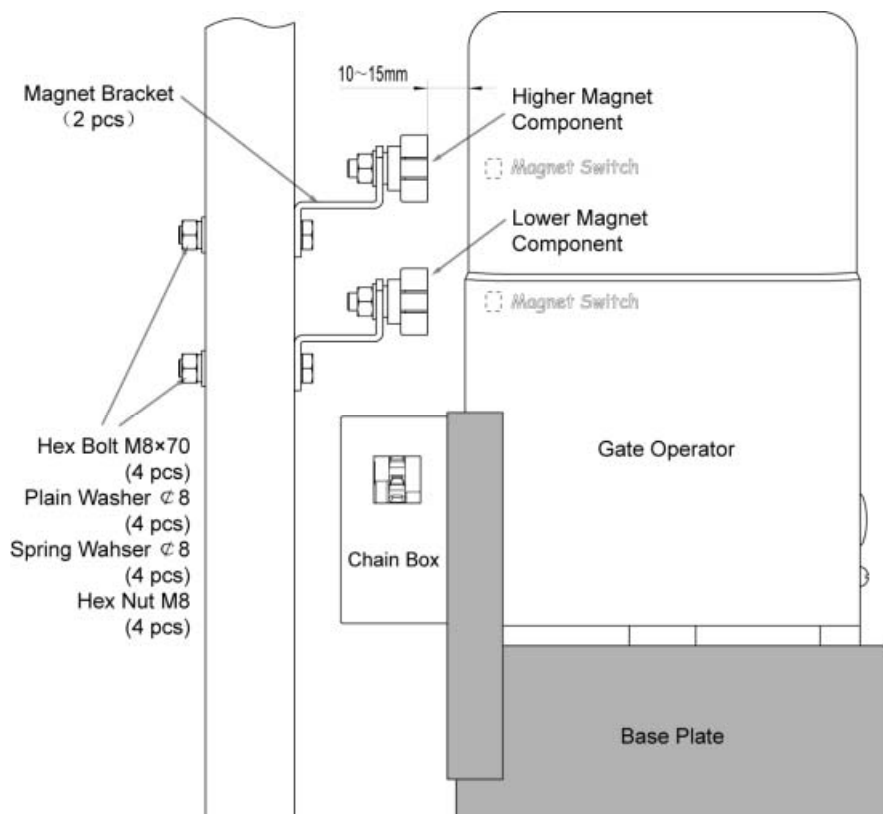 10~15mm
Magnet Bracket
（2 pcs）
Higher Magnet
Component
Magnet Switch
Lower Magnet
Component
Magnet Switch
Hex Bolt M8×70
(4 pcs)
Plain Washer ⊄8
(4 pcs)
Spring Wahser ⊄8
(4 pcs)
Hex Nut M8
(4 pcs)
Gate Operator
Chain Box
Base Plate